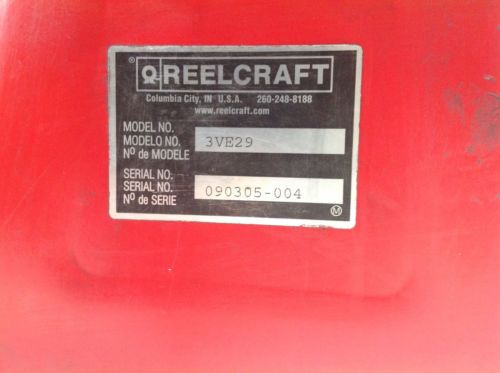 ® REELCRAFT
Columbia City, IN U.S.A. 260-248-8188
www.reelcraft.com
MODEL NO.
MODELO NO. 3VE29
Nº de MODELE
SERIAL NO.
SERIAL NO. 090305-004
Nº de SERIE
M